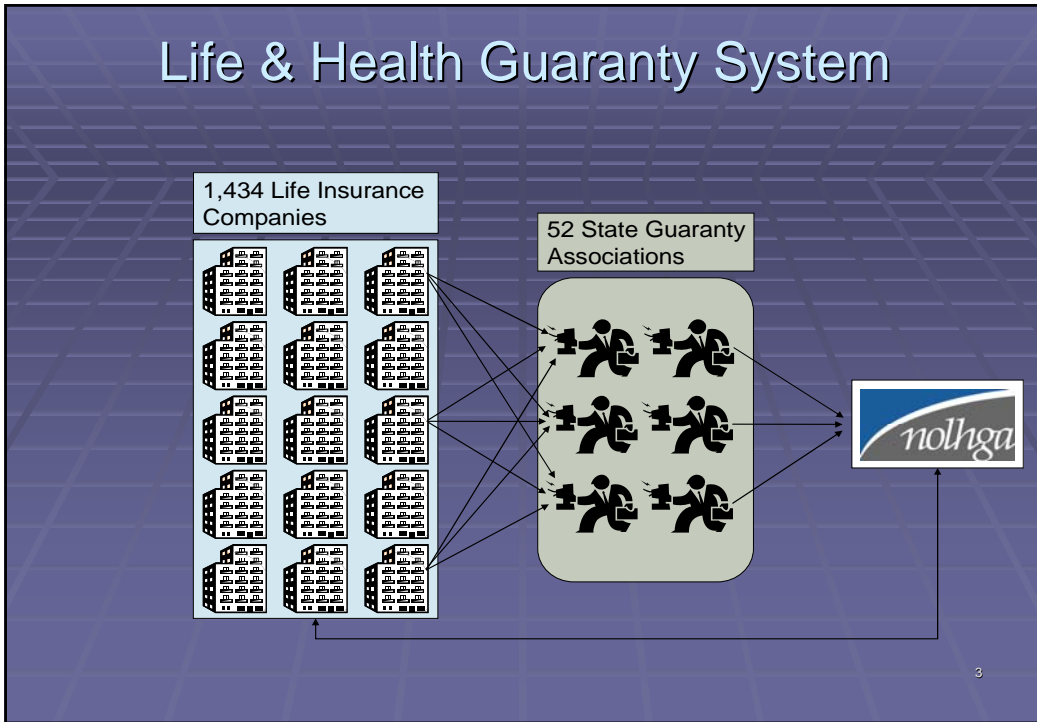 Life & Health Guaranty System
1,434 Life Insurance
Companies
52 State Guaranty
Associations
nolhga
3